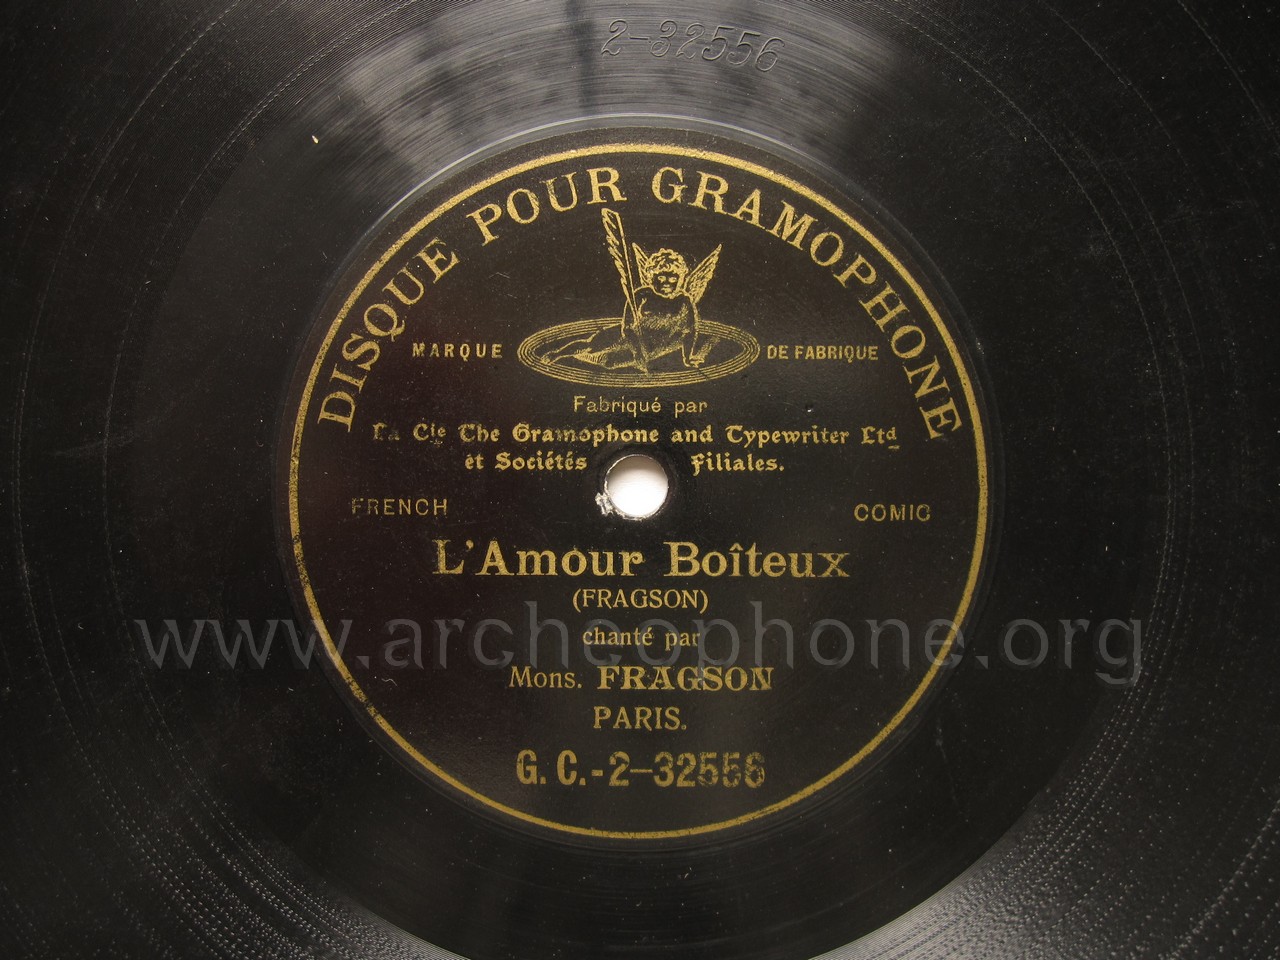 2-32556
DISQUE POUR GRAMOPHONE
MARQUE DE FABRIQUE
Fabriqué par
La Cie The Gramophone and Typewriter Ltd
et Sociétés filiales.
FRENCH COMIC
L'Amour Boîteux
(FRAGSON)
www.archeophone.org
chanté par
Mons. FRAGSON
PARIS.
G. C.-2-32556